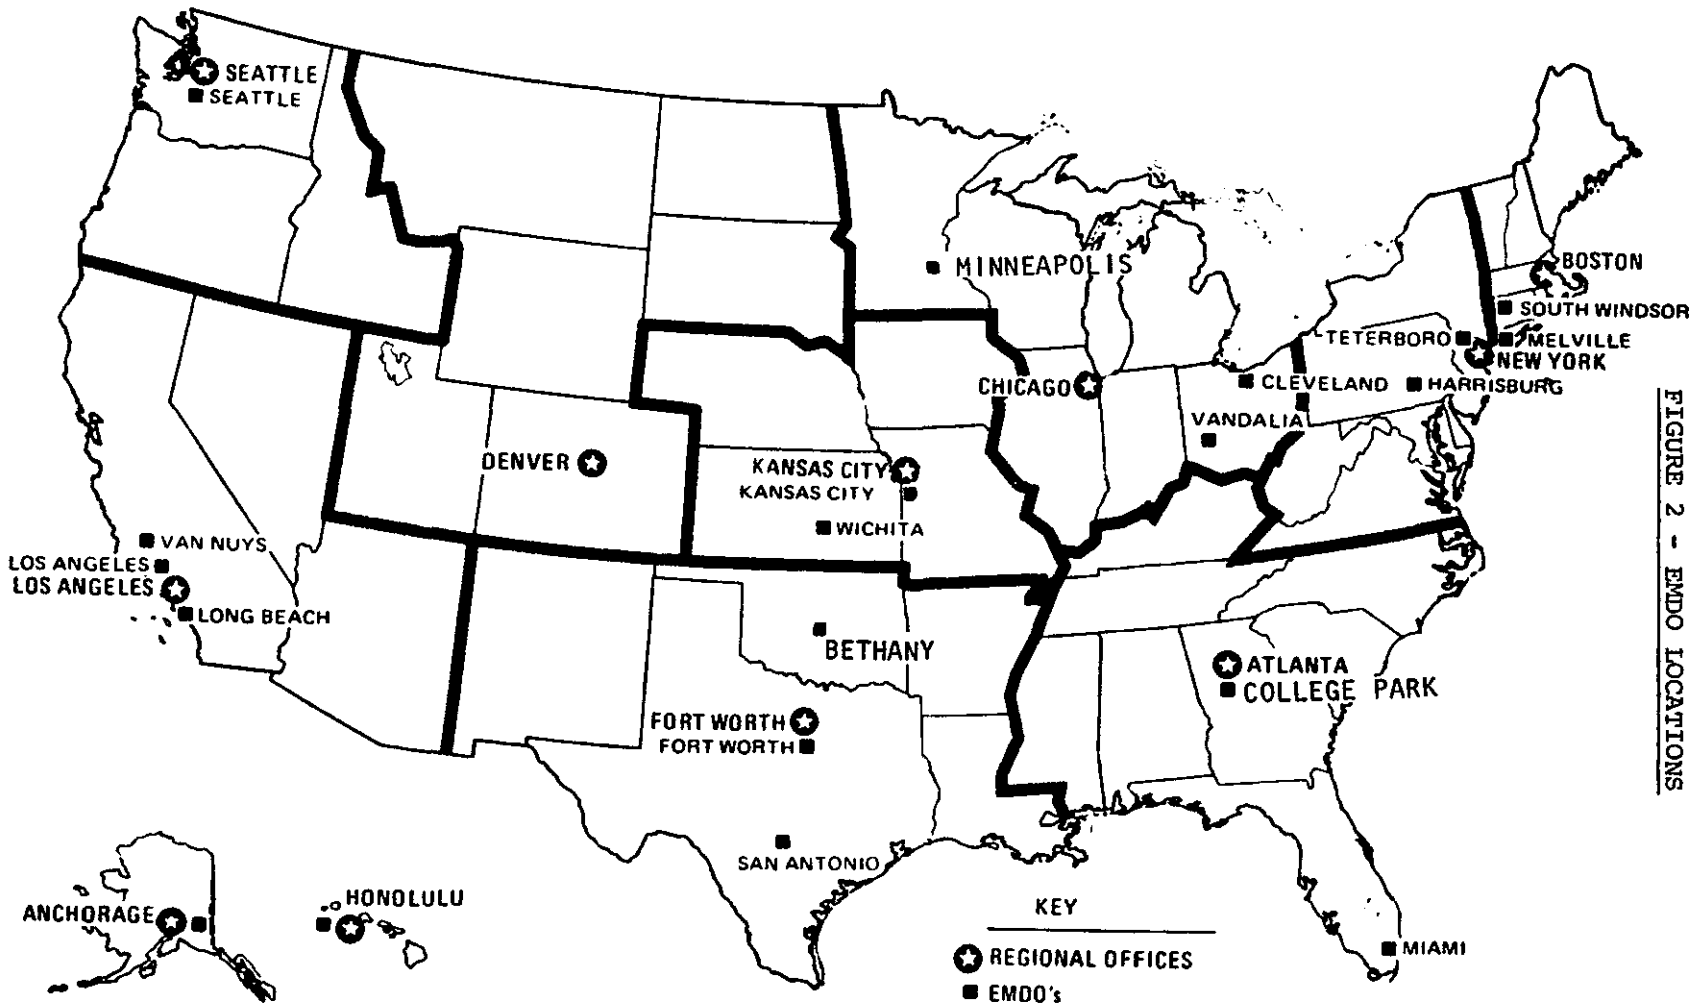 SEATTLE
SEATTLE
MINNEAPOLIS
BOSTON
SOUTH WINDSOR
TETERBORO
MELVILLE
NEW YORK
CHICAGO
CLEVELAND
HARRISBURG
VANDALIA
DENVER
KANSAS CITY
KANSAS CITY
WICHITA
VAN NUYS
LOS ANGELES
LOS ANGELES
LONG BEACH
BETHANY
ATLANTA
COLLEGE PARK
FORT WORTH
FORT WORTH
SAN ANTONIO
MIAMI
ANCHORAGE
HONOLULU
KEY
REGIONAL OFFICES
EMDO's
FIGURE 2 - EMDO LOCATIONS